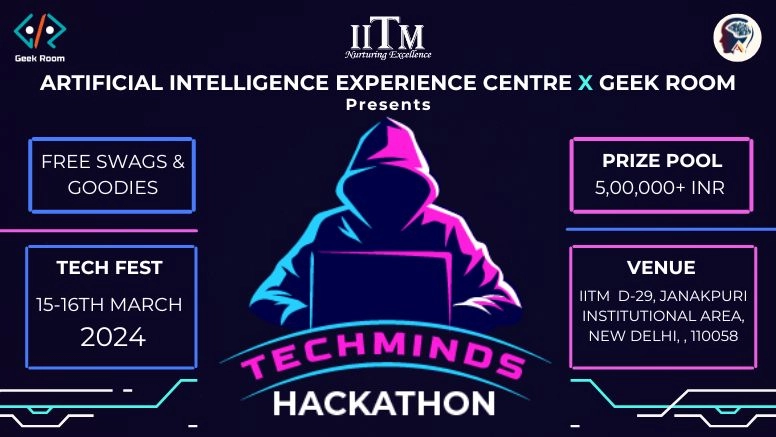 Geek Room
IITM
Nurturing Excellence
ARTIFICIAL INTELLIGENCE EXPERIENCE CENTRE X GEEK ROOM
Presents
FREE SWAGS &
GOODIES
PRIZE POOL
5,00,000+ INR
TECH FEST
15-16TH MARCH
2024
VENUE
IITM D-29, JANAKPURI
INSTITUTIONAL AREA,
NEW DELHI, , 110058
TECHMINDS
HACKATHON